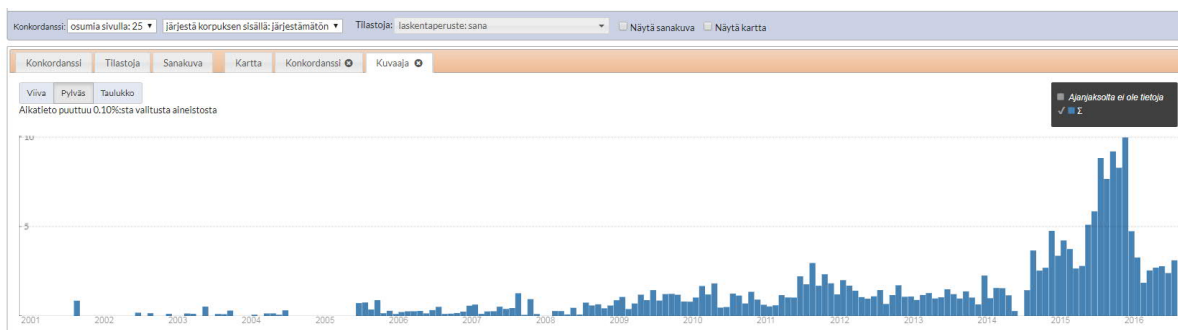 Konkordanssi: osumia sivulla: 25 järjestä korpuksen sisällä: järjestämätön Tilastoja: laskentaperuste: sana Näytä sanakuva Näytä kartta
Konkordanssi Tilastoja Sanakuva Kartta Konkordanssi Kuvaaja
Viiva Pylväs Taulukko
Aikatieto puuttuu 0.10%:sta valitusta aineistosta
Ajanjaksolta ei ole tietoja
Σ
10
5
2001 2002 2003 2004 2005 2006 2007 2008 2009 2010 2011 2012 2013 2014 2015 2016